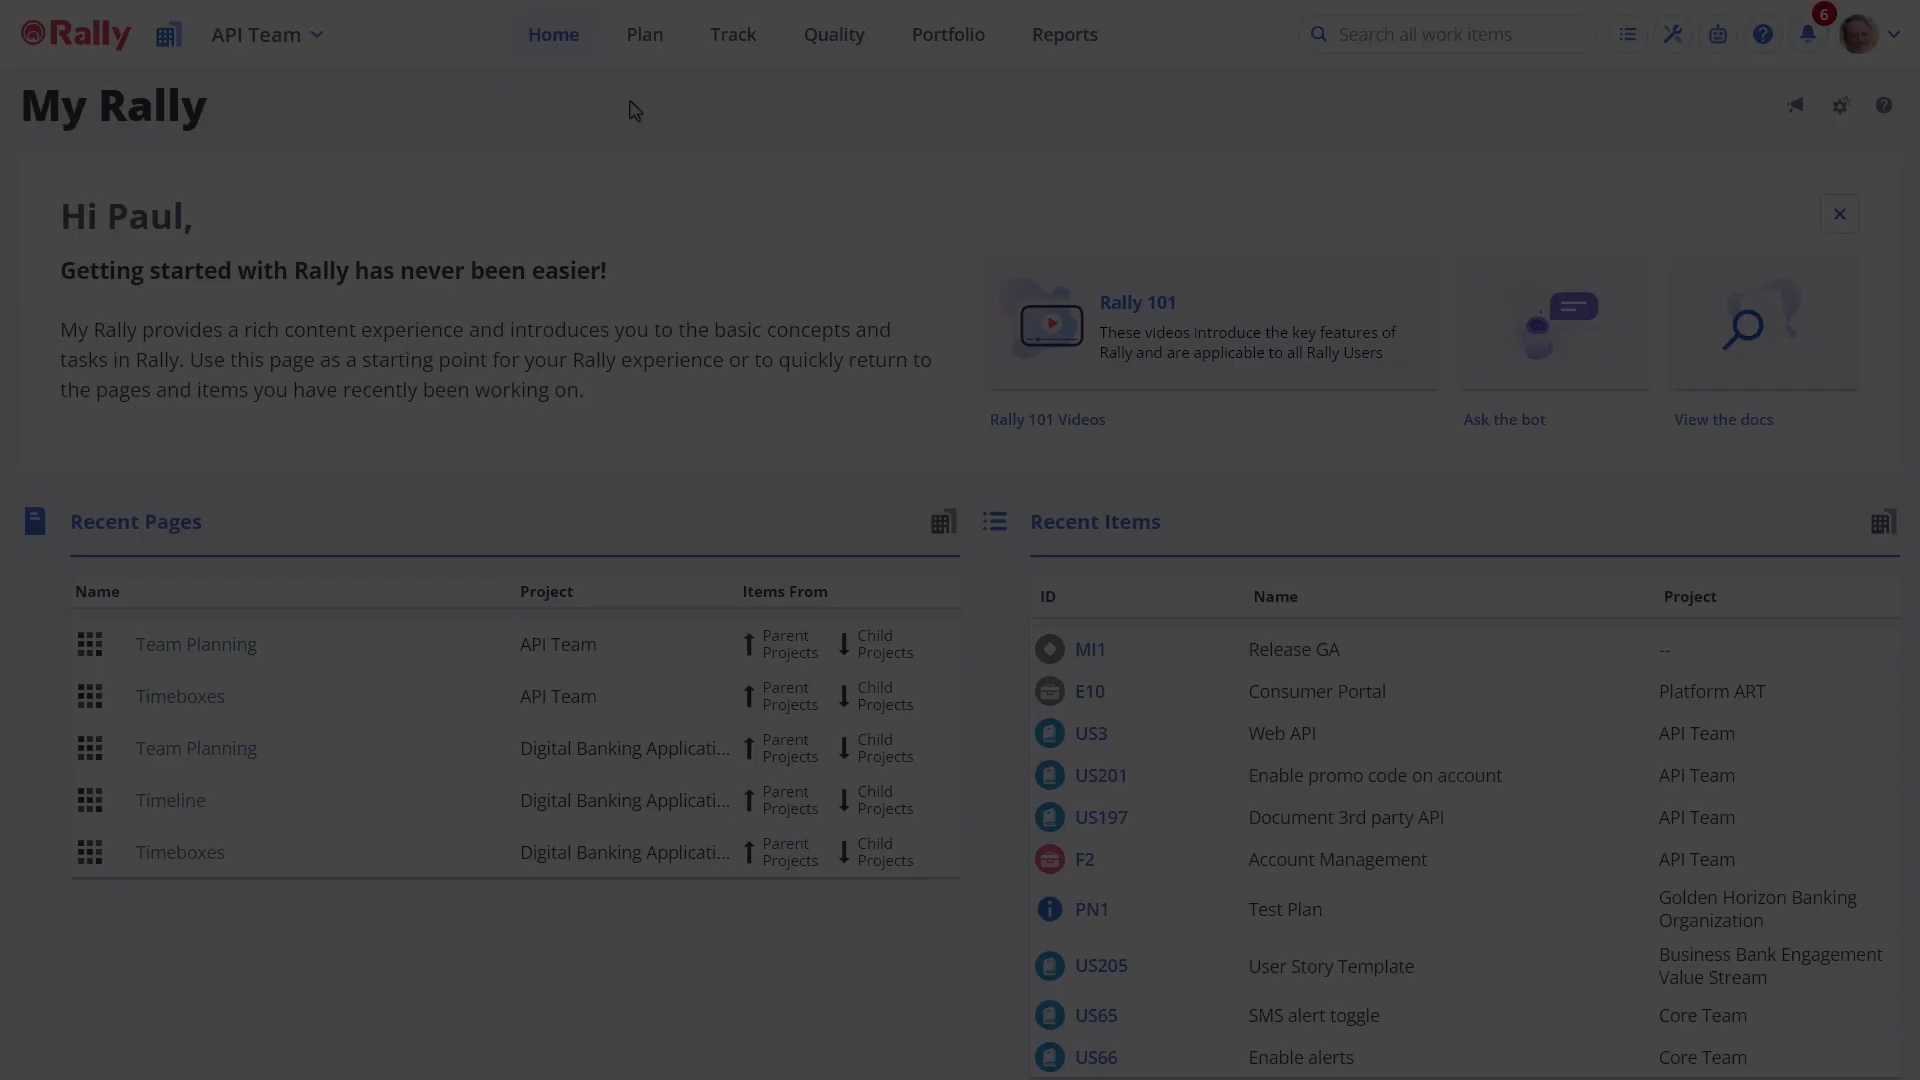 Rally
API Team
Home
Plan
Track
Quality
Portfolio
Reports
Search all work items
6
My Rally
Hi Paul,
Getting started with Rally has never been easier!
My Rally provides a rich content experience and introduces you to the basic concepts and
tasks in Rally. Use this page as a starting point for your Rally experience or to quickly return to
the pages and items you have recently been working on.
Rally 101
These videos introduce the key features of
Rally and are applicable to all Rally Users
Rally 101 Videos
Ask the bot
View the docs
Recent Pages
Name Project Items From
Team Planning API Team Parent Projects Child Projects
Timeboxes API Team Parent Projects Child Projects
Team Planning Digital Banking Applicati... Parent Projects Child Projects
Timeline Digital Banking Applicati... Parent Projects Child Projects
Timeboxes Digital Banking Applicati... Parent Projects Child Projects
Recent Items
ID Name Project
MI1 Release GA --
E10 Consumer Portal Platform ART
US3 Web API API Team
US201 Enable promo code on account API Team
US197 Document 3rd party API API Team
F2 Account Management API Team
PN1 Test Plan Golden Horizon Banking
Organization
US205 User Story Template Business Bank Engagement
Value Stream
US65 SMS alert toggle Core Team
US66 Enable alerts Core Team